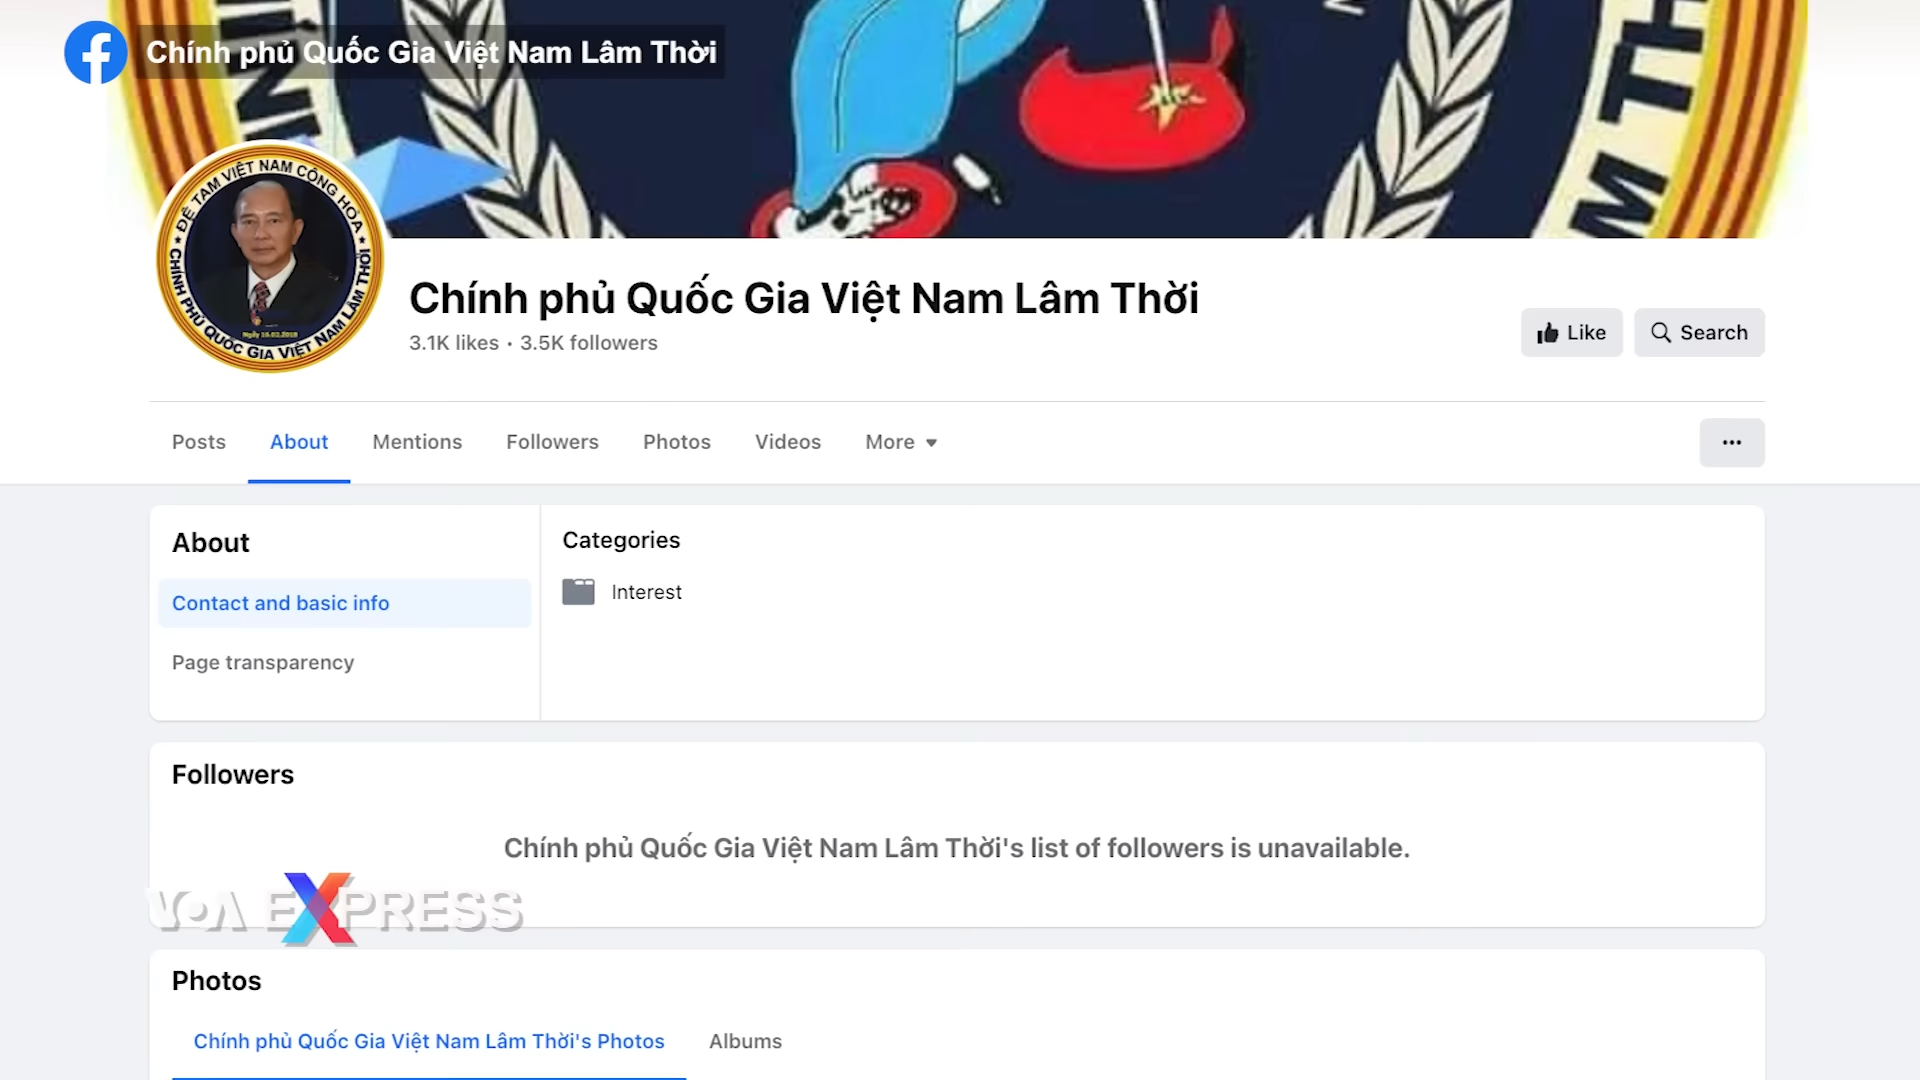 Chính phủ Quốc Gia Việt Nam Lâm Thời
ĐỆ TAM VIỆT NAM CỘNG HÒA
CHÍNH PHỦ QUỐC GIA VIỆT NAM LÂM THỜI
Chính phủ Quốc Gia Việt Nam Lâm Thời
3.1K likes • 3.5K followers
Like
Search
Posts
About
Mentions
Followers
Photos
Videos
More
About
Contact and basic info
Page transparency
Categories
Interest
Followers
Chính phủ Quốc Gia Việt Nam Lâm Thời's list of followers is unavailable.
VOA EXPRESS
Photos
Chính phủ Quốc Gia Việt Nam Lâm Thời's Photos
Albums